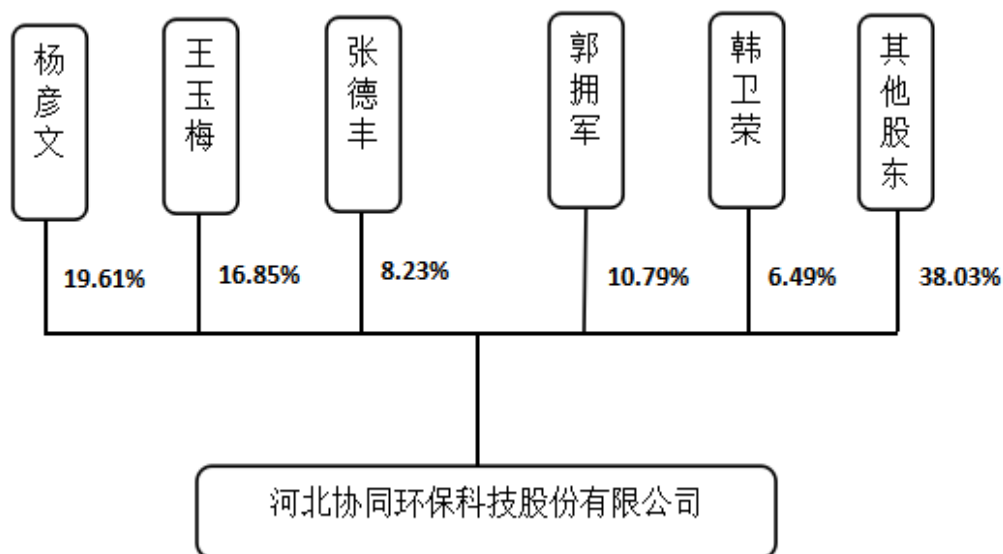 杨彦文
王玉梅
张德丰
郭拥军
韩卫荣
其他股东
19.61%
16.85%
8.23%
10.79%
6.49%
38.03%
河北协同环保科技股份有限公司